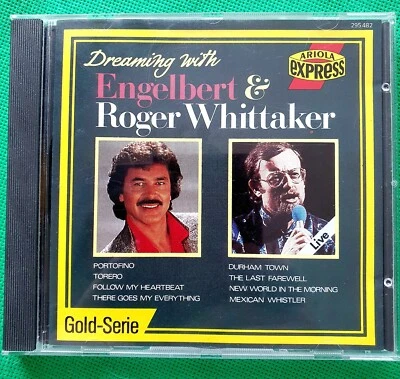 295 482
Dreaming with
ARIOLA
EXPRESS
Engelbert &
Roger Whittaker
Live
PORTOFINO
TORERO
FOLLOW MY HEARTBEAT
THERE GOES MY EVERYTHING
DURHAM TOWN
THE LAST FAREWELL
NEW WORLD IN THE MORNING
MEXICAN WHISTLER
Gold-Serie